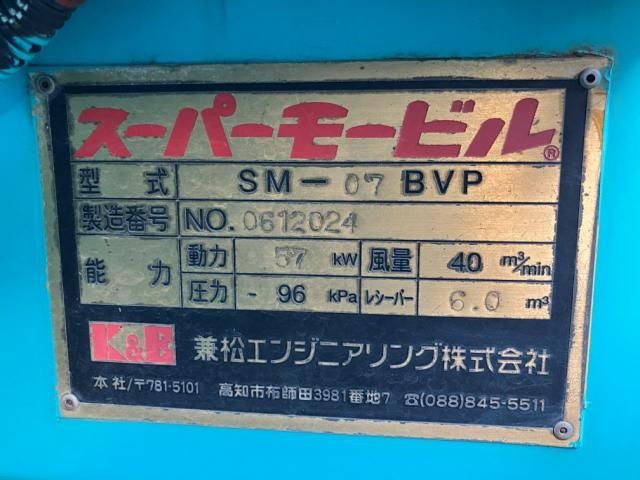 スーパーモービル®
型式 SM-07BVP
製造番号 NO.0612024
能力 動力 57 kW 風量 40 m³/min
圧力 -96 kPa レシーバー 6.0 m³
K&E 兼松エンジニアリング株式会社
本社/〒781-5101 高知市布師田3981番地7 ☎(088)845-5511